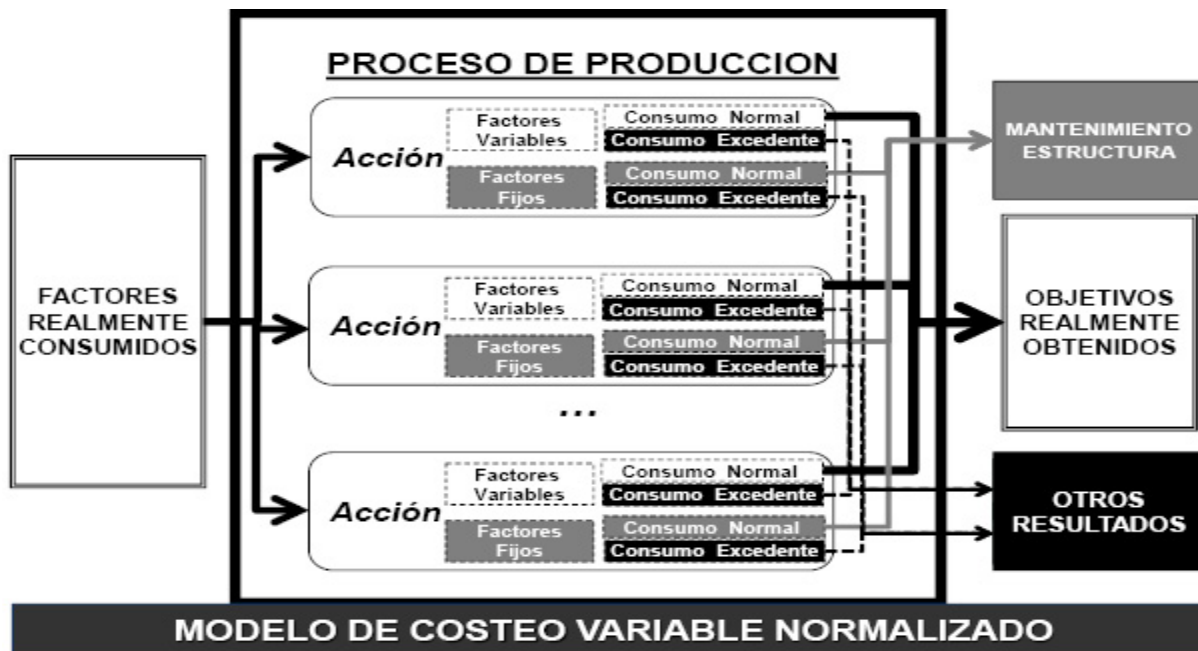 PROCESO DE PRODUCCION
FACTORES
REALMENTE
CONSUMIDOS
Acción
Factores
Variables
Consumo Normal
Consumo Excedente
Factores
Fijos
Consumo Normal
Consumo Excedente
Acción
Factores
Variables
Consumo Normal
Consumo Excedente
Factores
Fijos
Consumo Normal
Consumo Excedente
...
Acción
Factores
Variables
Consumo Normal
Consumo Excedente
Factores
Fijos
Consumo Normal
Consumo Excedente
MANTENIMIENTO
ESTRUCTURA
OBJETIVOS
REALMENTE
OBTENIDOS
OTROS
RESULTADOS
MODELO DE COSTEO VARIABLE NORMALIZADO